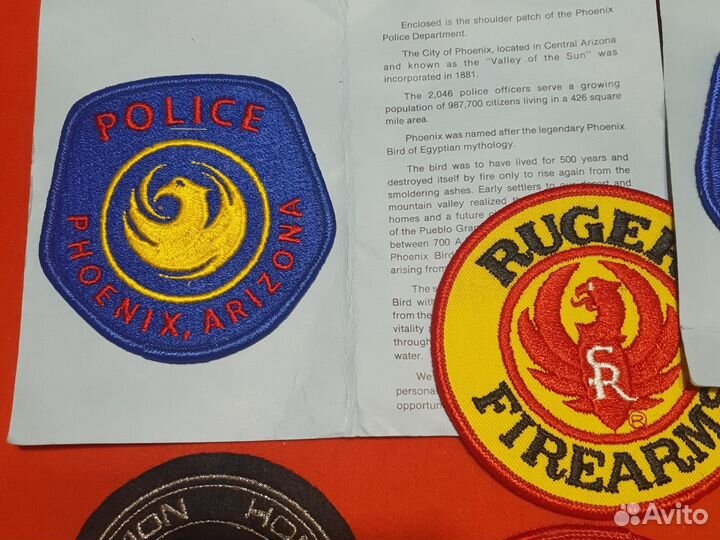 POLICE
PHOENIX, ARIZONA
Enclosed is the shoulder patch of the Phoenix
Police Department.
The City of Phoenix, located in Central Arizona
and known as the "Valley of the Sun" was
incorporated in 1881.
The 2,046 police officers serve a growing
population of 987,700 citizens living in a 426 square
mile area.
Phoenix was named after the legendary Phoenix
Bird of Egyptian mythology.
The bird was to have lived for 500 years and
destroyed itself by fire only to rise again from the
smoldering ashes. Early settlers to
mountain valley realized
homes and a future
of the Pueblo
between 700
Phoenix
arising from
The
Bird with
from the
vitality
through
water.
We
personal
opportun
RUGER
FIREARMS
SR
®
HO
Avito